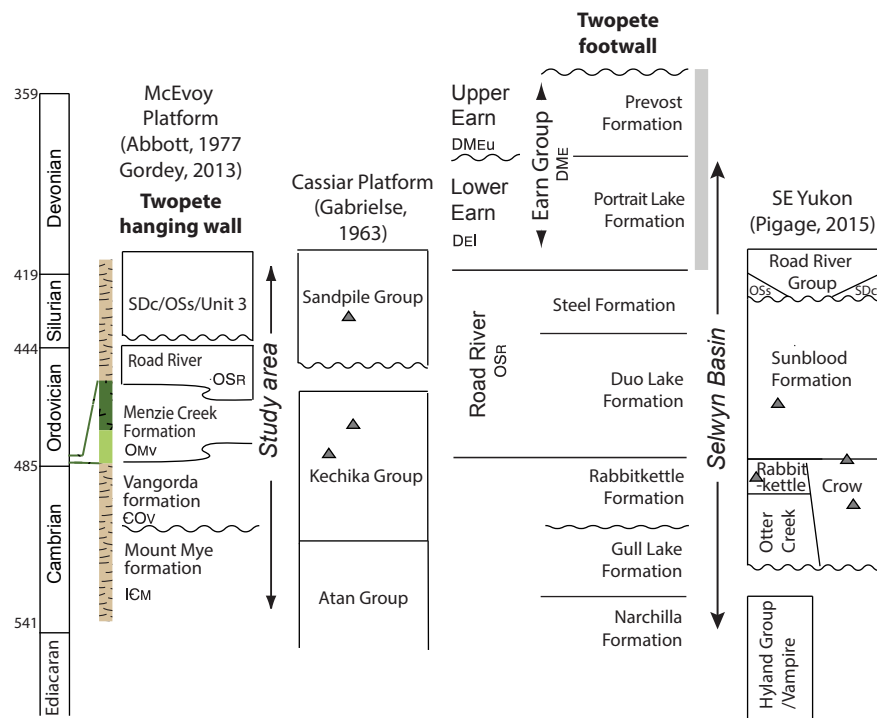 359
419
444
485
541
Devonian
Silurian
Ordovician
Cambrian
Ediacaran
McEvoy
Platform
(Abbott, 1977
Gordey, 2013)
Twopete
hanging wall
SDc/OSs/Unit 3
Road River
OSR
Menzie Creek
Formation
OMv
Vangorda
formation
ЄOv
Mount Mye
formation
lЄM
Study area
Cassiar Platform
(Gabrielse,
1963)
Sandpile Group
Kechika Group
Atan Group
Twopete
footwall
Upper
Earn
DMEu
Lower
Earn
DEl
Earn Group
DME
Prevost
Formation
Portrait Lake
Formation
Road River
OSR
Steel Formation
Duo Lake
Formation
Rabbitkettle
Formation
Gull Lake
Formation
Narchilla
Formation
Selwyn Basin
SE Yukon
(Pigage, 2015)
Road River
Group
OSs
SDc
Sunblood
Formation
Rabbit
-kettle
Crow
Otter
Creek
Hyland Group
/Vampire